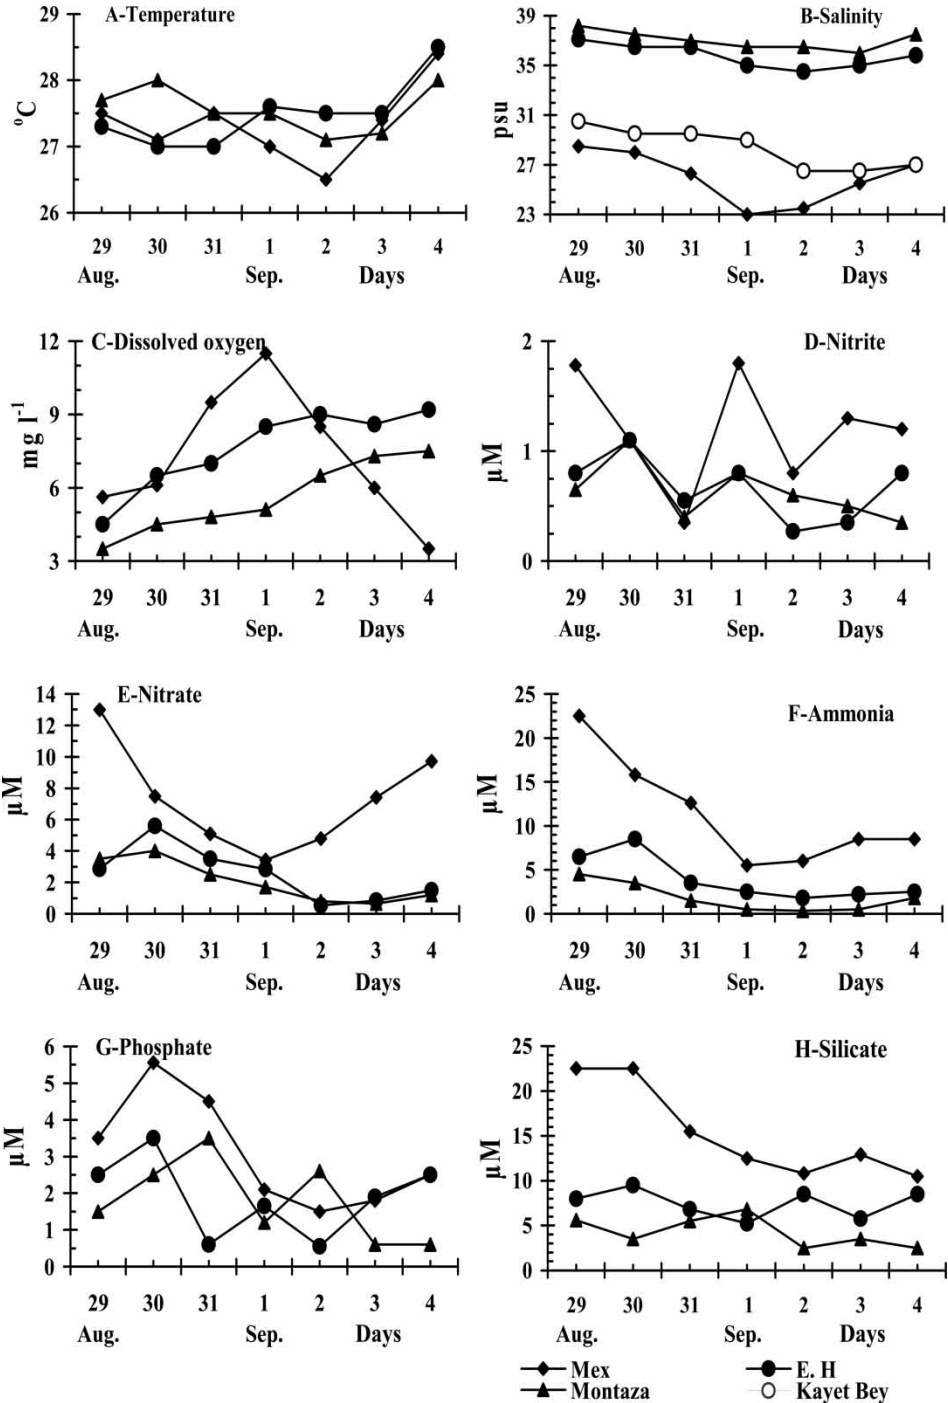 A-Temperature
29
28
27
26
ºC
29 30 31 1 2 3 4
Aug. Sep. Days
B-Salinity
39
35
31
27
23
psu
29 30 31 1 2 3 4
Aug. Sep. Days
C-Dissolved oxygen
12
9
6
3
mg l-1
29 30 31 1 2 3 4
Aug. Sep. Days
D-Nitrite
2
1
0
µM
29 30 31 1 2 3 4
Aug. Sep. Days
E-Nitrate
14
12
10
8
6
4
2
0
µM
29 30 31 1 2 3 4
Aug. Sep. Days
F-Ammonia
25
20
15
10
5
0
µM
29 30 31 1 2 3 4
Aug. Sep. Days
G-Phosphate
6
5
4
3
2
1
0
µM
29 30 31 1 2 3 4
Aug. Sep. Days
H-Silicate
25
20
15
10
5
0
µM
29 30 31 1 2 3 4
Aug. Sep. Days
Mex E. H
Montaza Kayet Bey